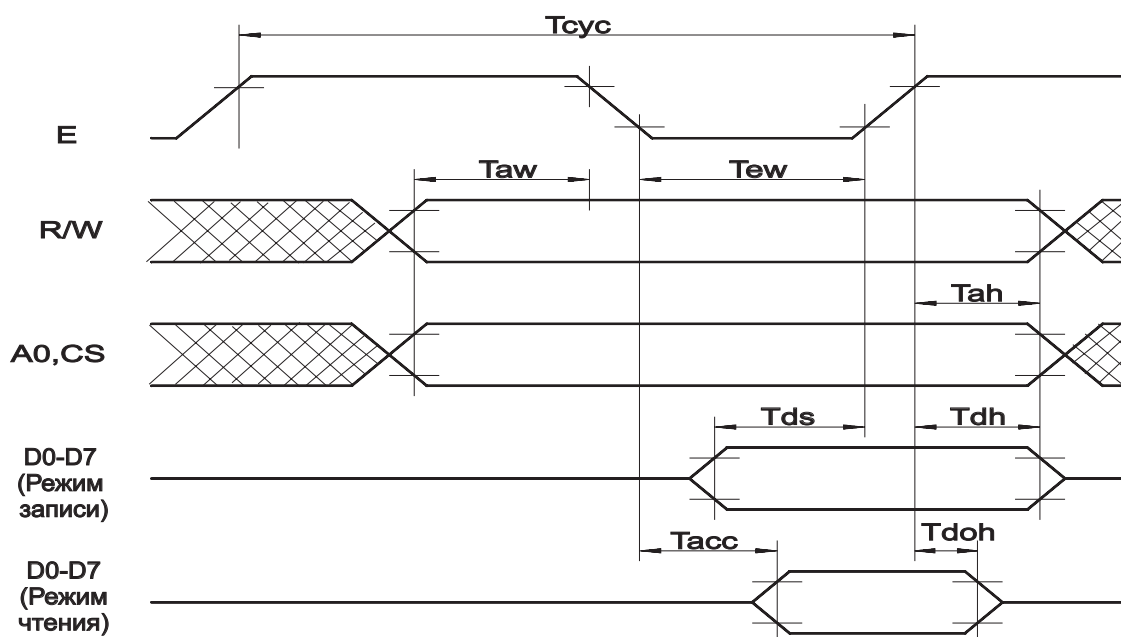 Tcyc
E
Taw
Tew
R/W
Tah
A0,CS
Tds
Tdh
D0-D7
(Режим
записи)
Tacc
Tdoh
D0-D7
(Режим
чтения)